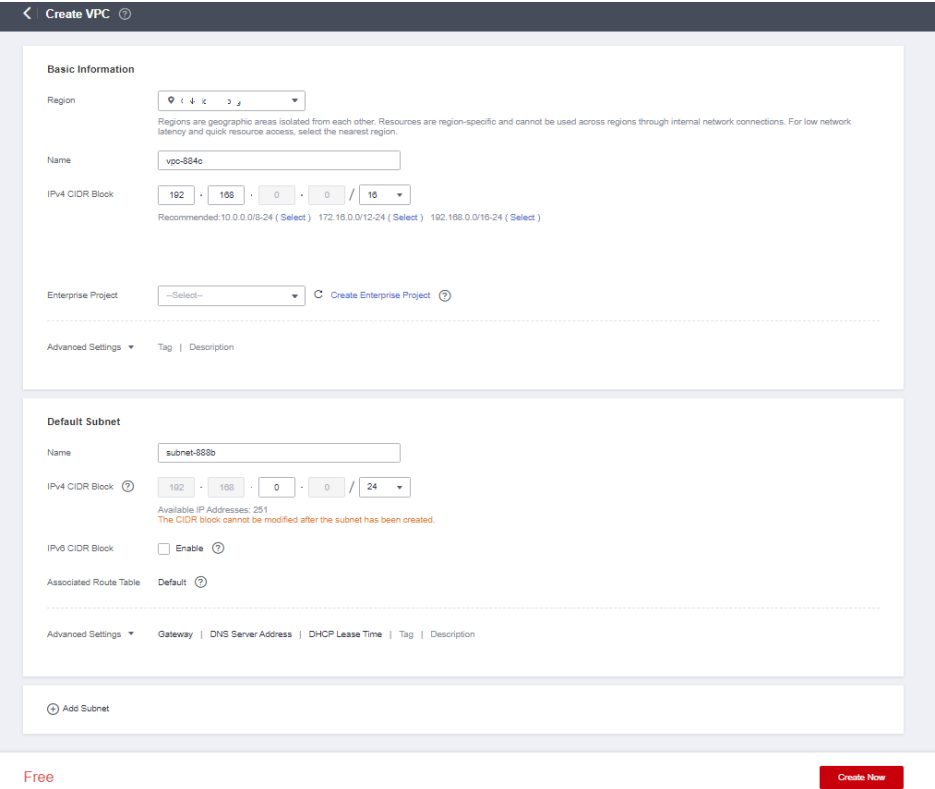 Create VPC ?
Basic Information
Region
Regions are geographic areas isolated from each other. Resources are region-specific and cannot be used across regions through internal network connections. For low network
latency and quick resource access, select the nearest region.
Name vpc-884c
IPv4 CIDR Block 192 . 168 . 0 . 0 / 16
Recommended:10.0.0.0/8-24 ( Select ) 172.16.0.0/12-24 ( Select ) 192.168.0.0/16-24 ( Select )
Enterprise Project --Select-- C Create Enterprise Project ?
Advanced Settings Tag | Description
Default Subnet
Name subnet-888b
IPv4 CIDR Block ? 192 . 168 . 0 . 0 / 24
Available IP Addresses: 251
The CIDR block cannot be modified after the subnet has been created.
IPv6 CIDR Block Enable ?
Associated Route Table Default ?
Advanced Settings Gateway | DNS Server Address | DHCP Lease Time | Tag | Description
Add Subnet
Free Create Now